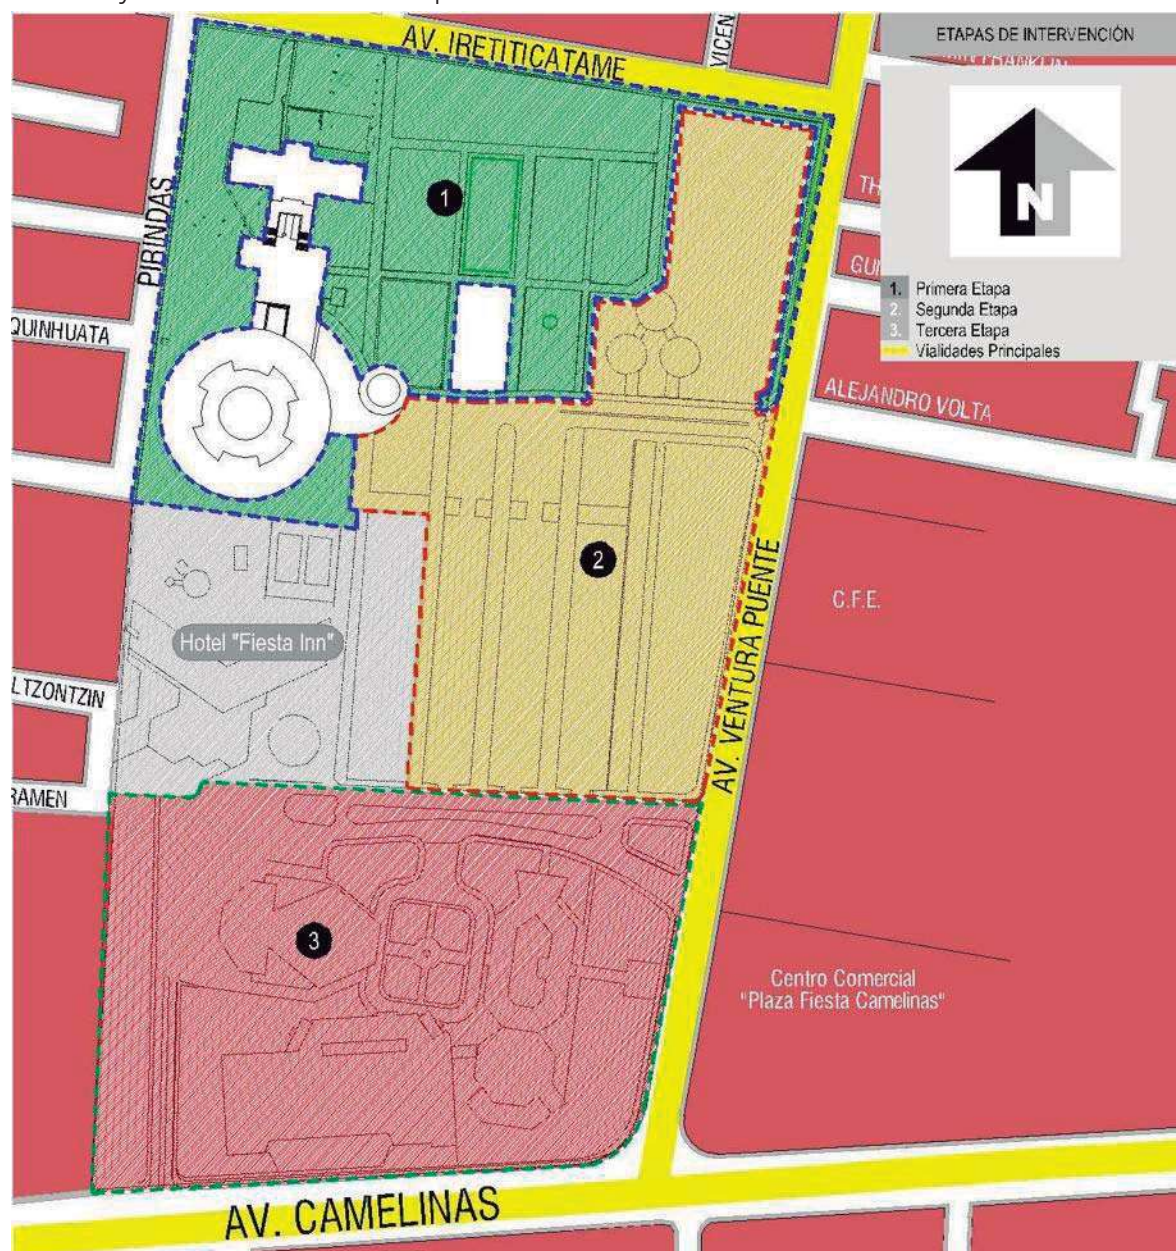 AV. IRETITICATAME
VICEN
ETAPAS DE INTERVENCIÓN
N
1. Primera Etapa
2. Segunda Etapa
3. Tercera Etapa
Vialidades Principales
TH
PIRINDAS
1
QUINHUATA
ALEJANDRO VOLTA
2
C.F.E.
Hotel "Fiesta Inn"
AV. VENTURA PUENTE
LTZONTZIN
RAMEN
3
Centro Comercial
"Plaza Fiesta Camelinas"
AV. CAMELINAS